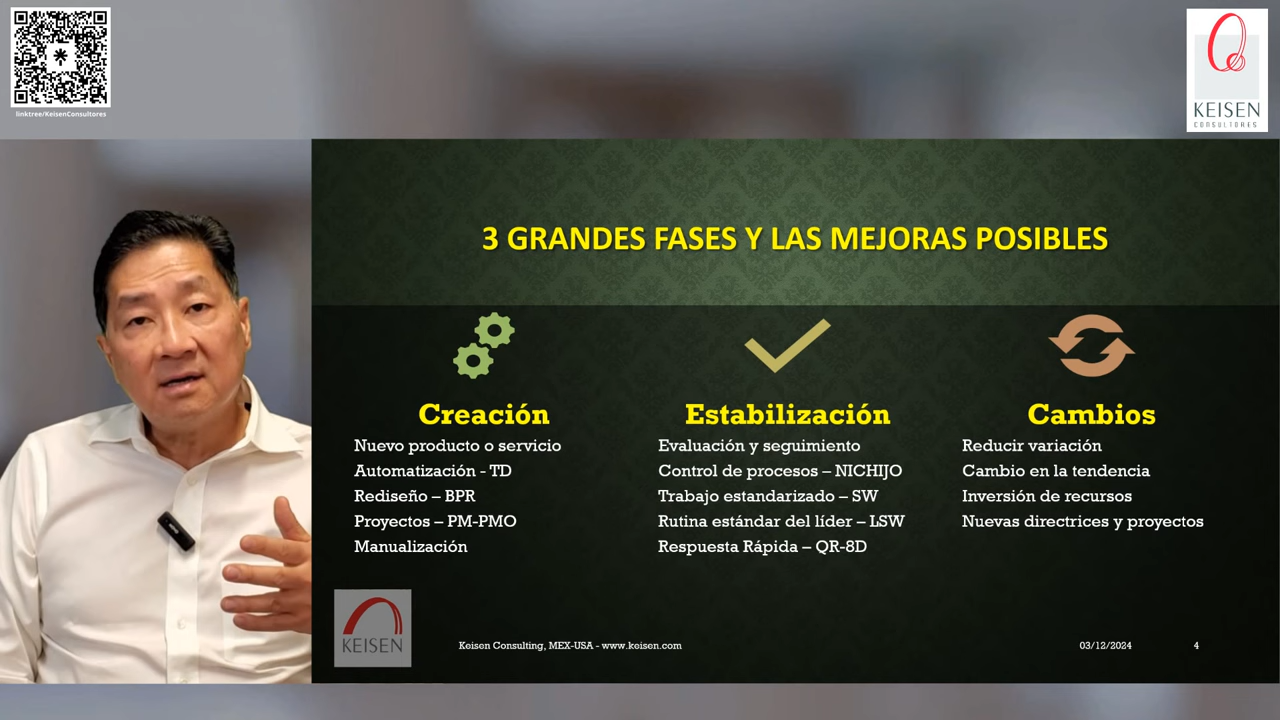 linktree/KeisenConsultores
KEISEN
CONSULTORES
3 GRANDES FASES Y LAS MEJORAS POSIBLES
Creación
Nuevo producto o servicio
Automatización - TD
Rediseño – BPR
Proyectos – PM-PMO
Manualización
Estabilización
Evaluación y seguimiento
Control de procesos – NICHIJO
Trabajo estandarizado – SW
Rutina estándar del líder – LSW
Respuesta Rápida – QR-8D
Cambios
Reducir variación
Cambio en la tendencia
Inversión de recursos
Nuevas directrices y proyectos
KEISEN
Keisen Consulting, MEX-USA - www.keisen.com
03/12/2024
4